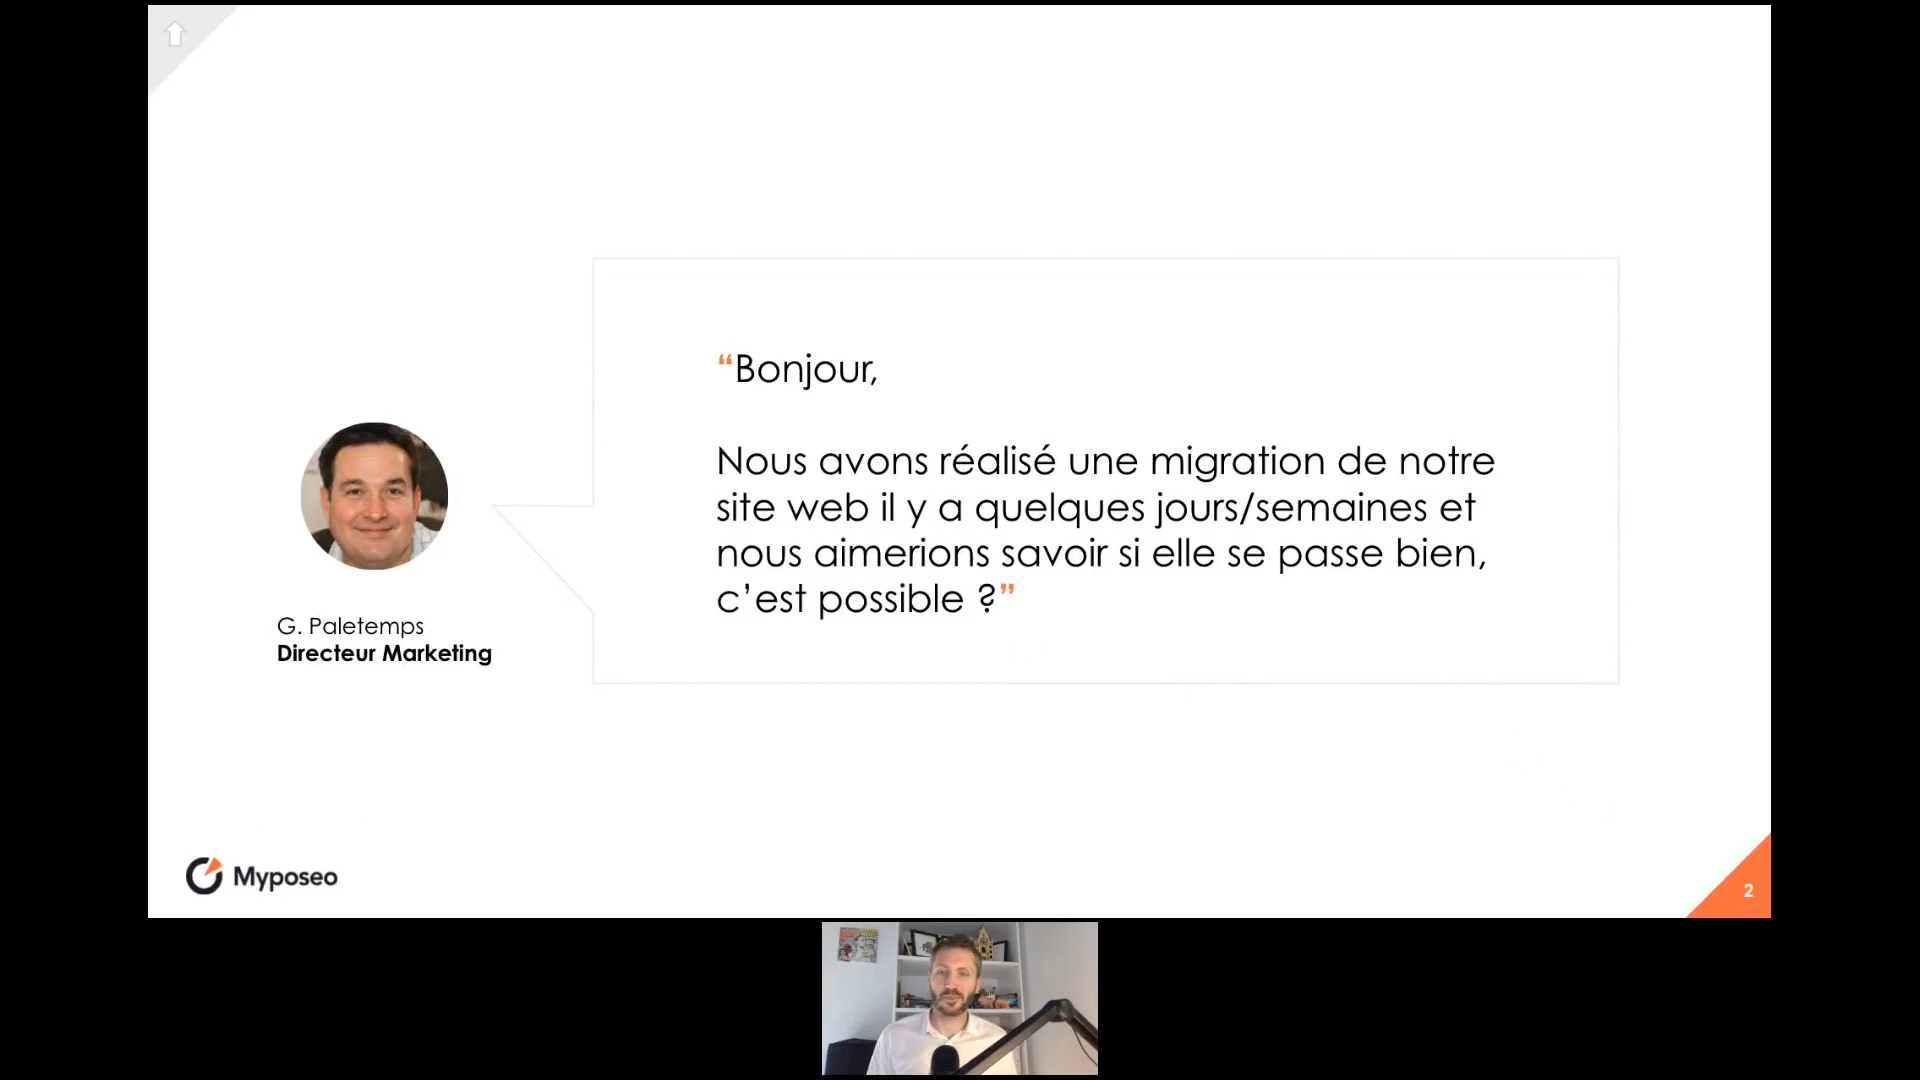 “Bonjour,
Nous avons réalisé une migration de notre
site web il y a quelques jours/semaines et
nous aimerions savoir si elle se passe bien,
c’est possible ?”
G. Paletemps
Directeur Marketing
Myposeo
2